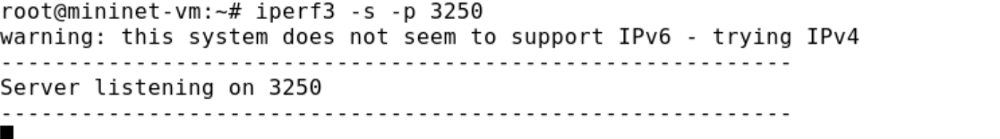 root@mininet-vm:~# iperf3 -s -p 3250
warning: this system does not seem to support IPv6 - trying IPv4
-----------------------------------------------------------
Server listening on 3250
-----------------------------------------------------------